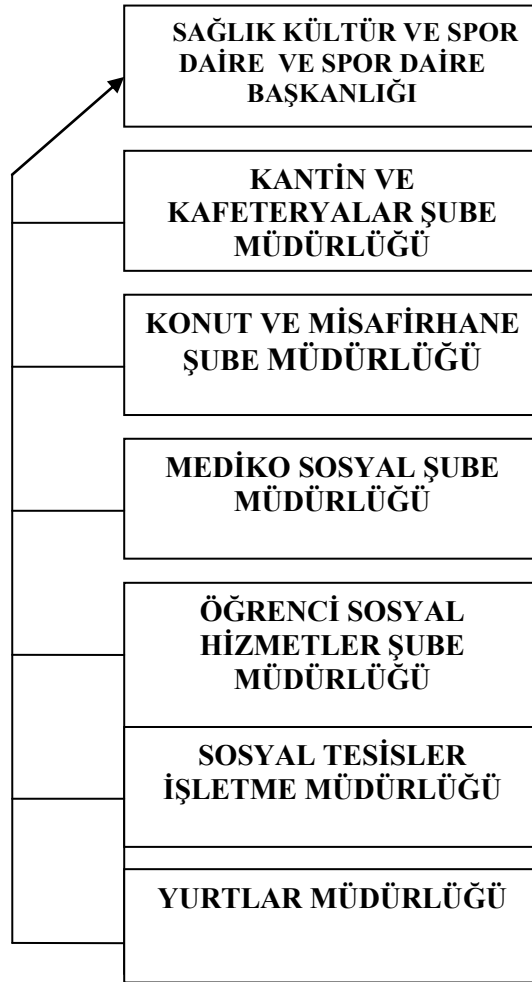 SAĞLIK KÜLTÜR VE SPOR
DAİRE VE SPOR DAİRE
BAŞKANLIĞI
KANTİN VE
KAFETERYALAR ŞUBE
MÜDÜRLÜĞÜ
KONUT VE MİSAFİRHANE
ŞUBE MÜDÜRLÜĞÜ
MEDİKO SOSYAL ŞUBE
MÜDÜRLÜĞÜ
ÖĞRENCİ SOSYAL
HİZMETLER ŞUBE
MÜDÜRLÜĞÜ
SOSYAL TESİSLER
İŞLETME MÜDÜRLÜĞÜ
YURTLAR MÜDÜRLÜĞÜ